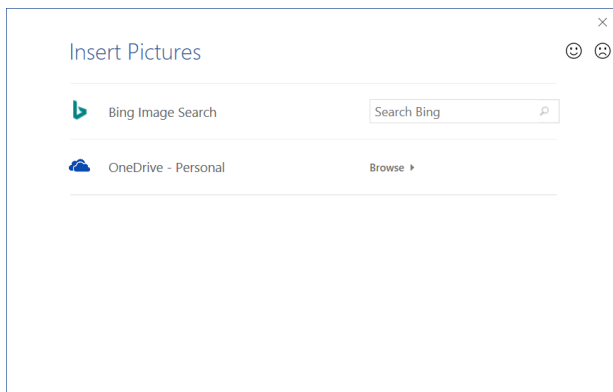 Insert Pictures
Bing Image Search
Search Bing
OneDrive - Personal
Browse